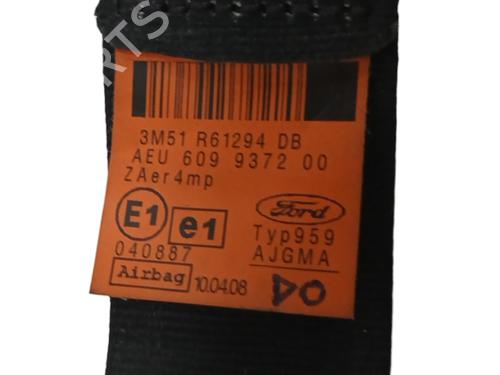 ARTS
3M51 R61294 DB
AEU 609 9372 00
ZAer4mp
E1 e1 Ford
040887 Typ959
Airbag 10.04.08 AJGMA
DO